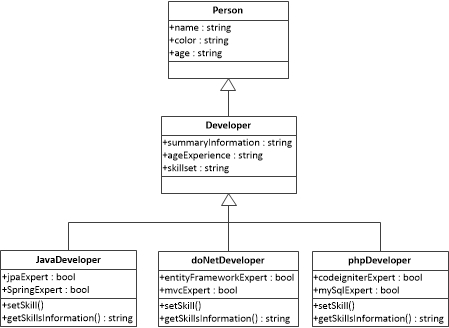 Person
+name : string
+color : string
+age : string
Developer
+summaryInformation : string
+ageExperience : string
+skillset : string
JavaDeveloper
+jpaExpert : bool
+SpringExpert : bool
+setSkill()
+getSkillsInformation() : string
doNetDeveloper
+entityFrameworkExpert : bool
+mvcExpert : bool
+setSkill()
+getSkillsInformation() : string
phpDeveloper
+codeigniterExpert : bool
+mySqlExpert : bool
+setSkill()
+getSkillsInformation() : string